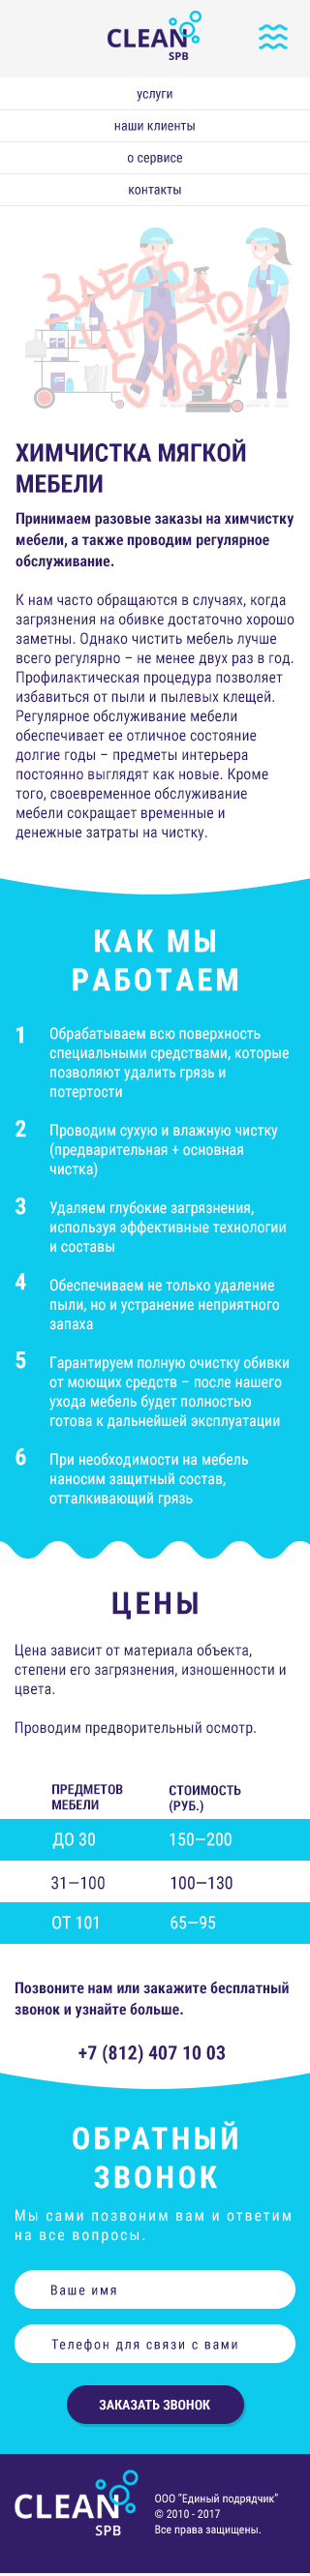 CLEAN
SPB
услуги
наши клиенты
о сервисе
контакты
ЗДЕСЬ
ЧТО-ТО
БУДЕТ
ХИМЧИСТКА МЯГКОЙ
МЕБЕЛИ
Принимаем разовые заказы на химчистку
мебели, а также проводим регулярное
обслуживание.
К нам часто обращаются в случаях, когда
загрязнения на обивке достаточно хорошо
заметны. Однако чистить мебель лучше
всего регулярно – не менее двух раз в год.
Профилактическая процедура позволяет
избавиться от пыли и пылевых клещей.
Регулярное обслуживание мебели
обеспечивает ее отличное состояние
долгие годы – предметы интерьера
постоянно выглядят как новые. Кроме
того, своевременное обслуживание
мебели сокращает временные и
денежные затраты на чистку.
КАК МЫ
РАБОТАЕМ
1 Обрабатываем всю поверхность
специальными средствами, которые
позволяют удалить грязь и
потертости
2 Проводим сухую и влажную чистку
(предварительная + основная
чистка)
3 Удаляем глубокие загрязнения,
используя эффективные технологии
и составы
4 Обеспечиваем не только удаление
пыли, но и устранение неприятного
запаха
5 Гарантируем полную очистку обивки
от моющих средств – после нашего
ухода мебель будет полностью
готова к дальнейшей эксплуатации
6 При необходимости на мебель
наносим защитный состав,
отталкивающий грязь
ЦЕНЫ
Цена зависит от материала объекта,
степени его загрязнения, изношенности и
цвета.
Проводим предворительный осмотр.
ПРЕДМЕТОВ СТОИМОСТЬ
МЕБЕЛИ (РУБ.)
ДО 30 150—200
31—100 100—130
ОТ 101 65—95
Позвоните нам или закажите бесплатный
звонок и узнайте больше.
+7 (812) 407 10 03
ОБРАТНЫЙ
ЗВОНОК
Мы сами позвоним вам и ответим
на все вопросы.
Ваше имя
Телефон для связи с вами
ЗАКАЗАТЬ ЗВОНОК
CLEAN
SPB
ООО “Единый подрядчик”
© 2010 - 2017
Все права защищены.